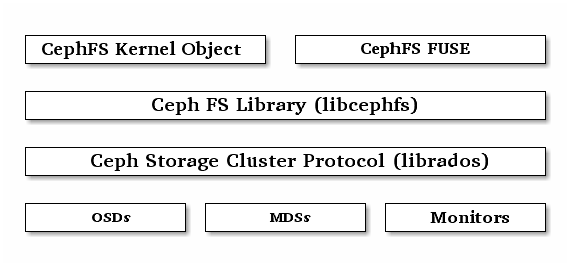 CephFS Kernel Object
CephFS FUSE
Ceph FS Library (libcephfs)
Ceph Storage Cluster Protocol (librados)
OSDs
MDSs
Monitors